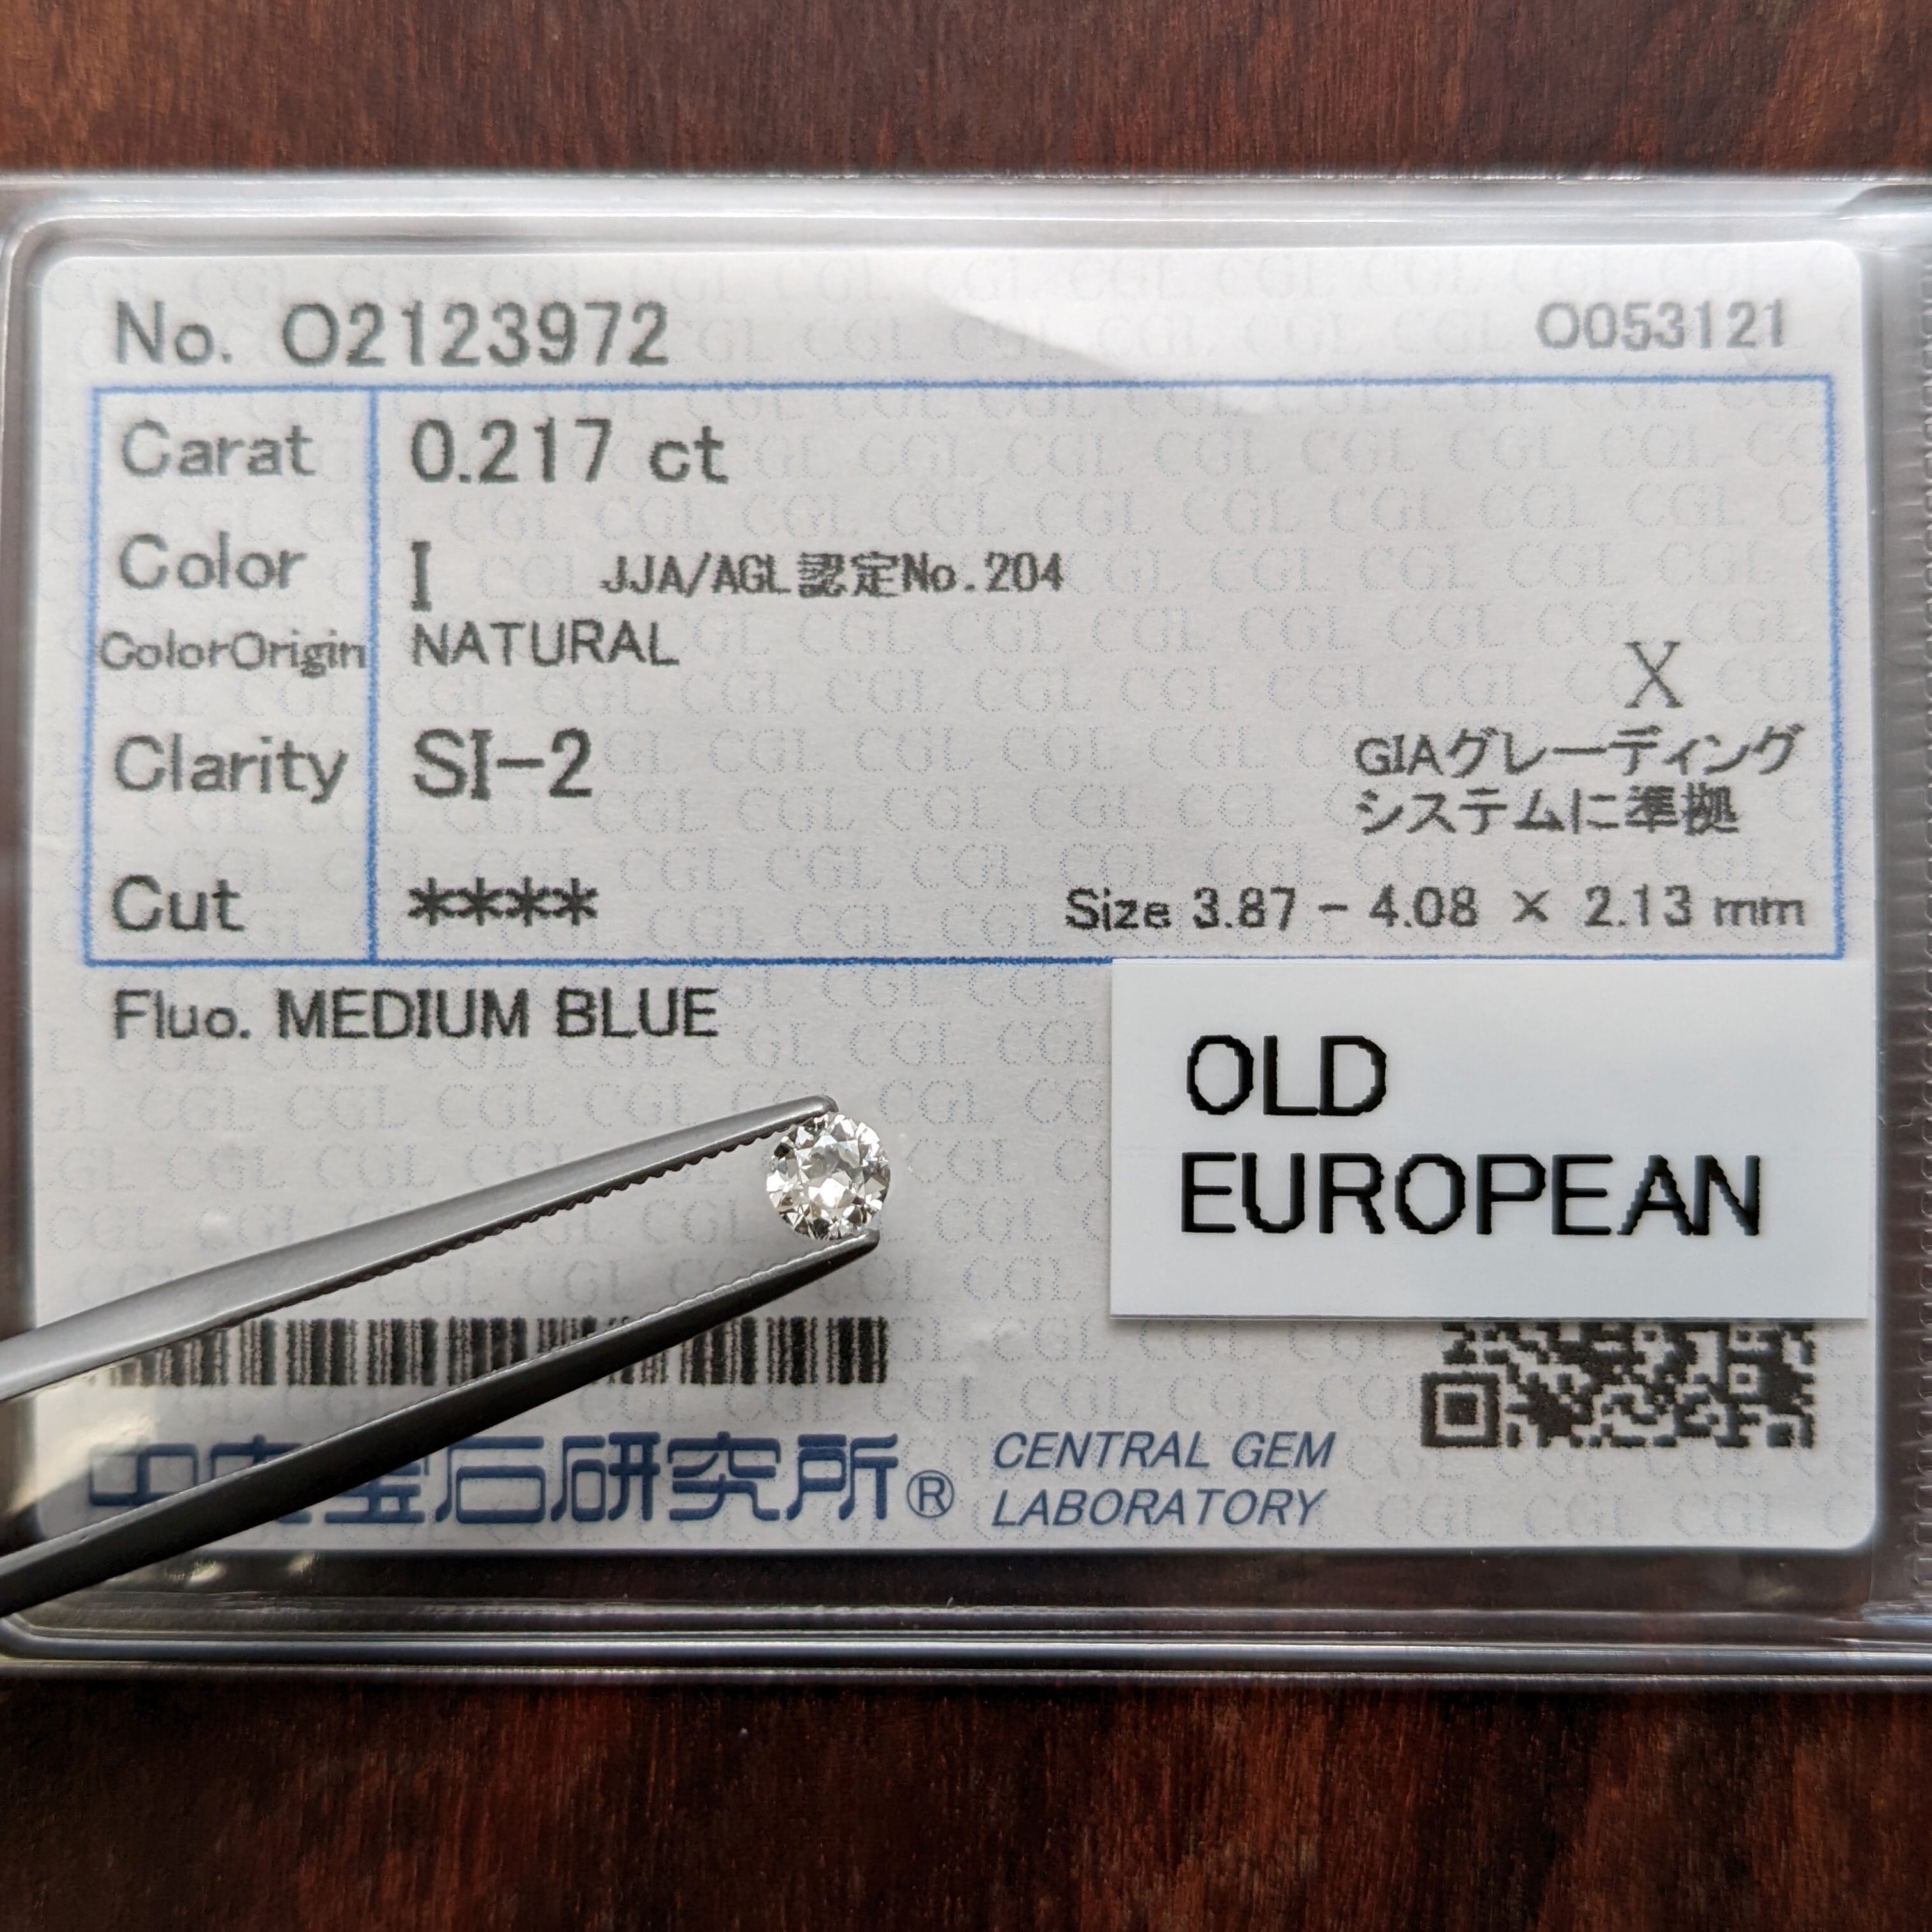 No. O2123972 O053121
Carat 0.217 ct
Color I JJA/AGL認定No.204
ColorOrigin NATURAL
X
Clarity SI-2
GIAグレーディング
システムに準拠
Cut **** Size 3.87 - 4.08 × 2.13 mm
Fluo. MEDIUM BLUE
OLD
EUROPEAN
中央宝石研究所® CENTRAL GEM
LABORATORY